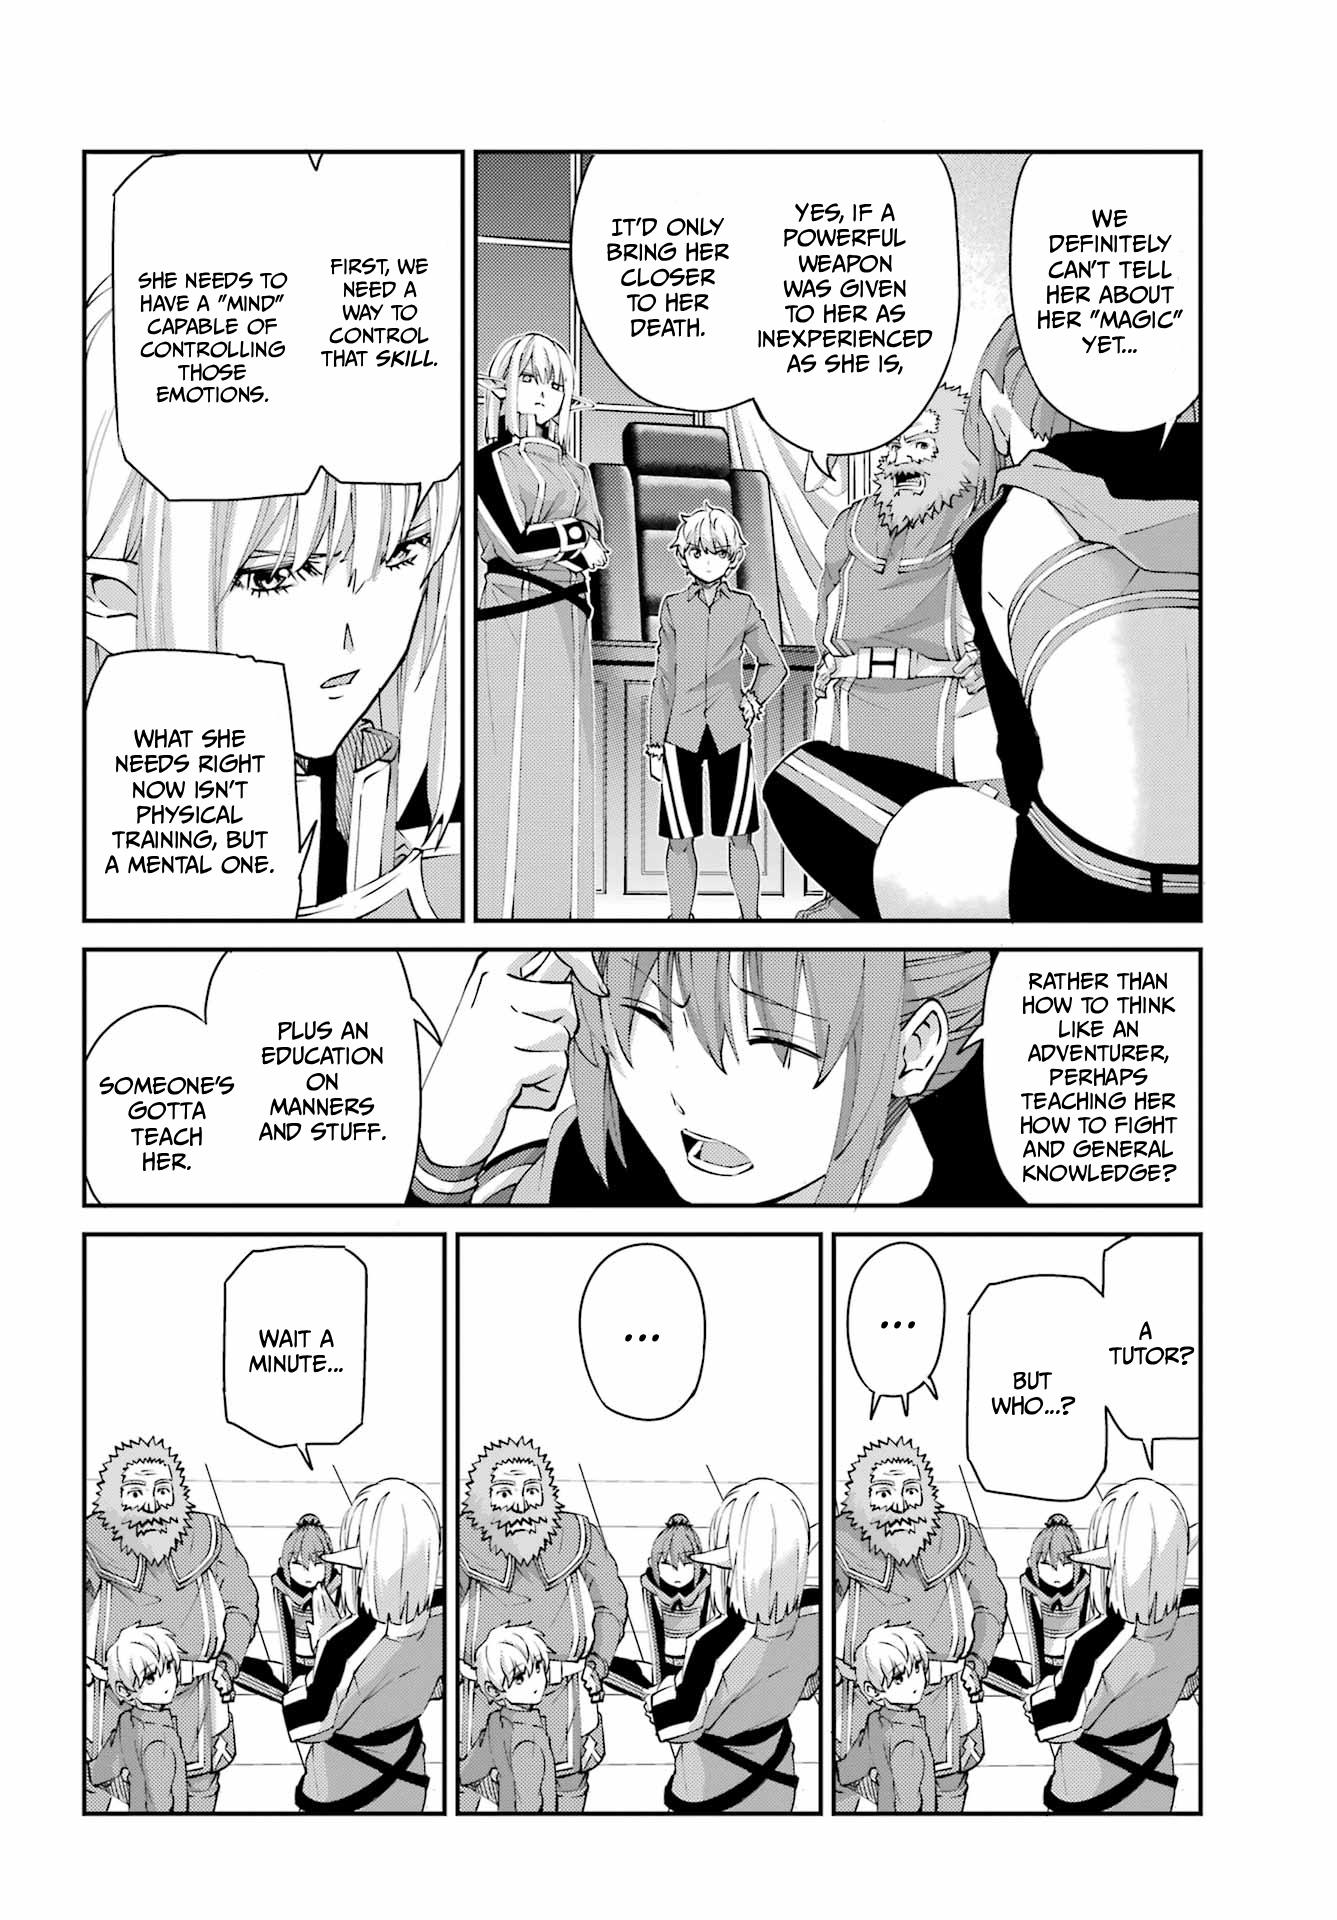 WE
DEFINITELY
CAN'T TELL
HER ABOUT
HER "MAGIC"
YET...
YES, IF A
POWERFUL
WEAPON
WAS GIVEN
TO HER AS
INEXPERIENCED
AS SHE IS,
IT'D ONLY
BRING HER
CLOSER
TO HER
DEATH.
FIRST, WE
NEED A
WAY TO
CONTROL
THAT SKILL.
SHE NEEDS TO
HAVE A "MIND"
CAPABLE OF
CONTROLLING
THOSE
EMOTIONS.
WHAT SHE
NEEDS RIGHT
NOW ISN'T
PHYSICAL
TRAINING, BUT
A MENTAL ONE.
RATHER THAN
HOW TO THINK
LIKE AN
ADVENTURER,
PERHAPS
TEACHING HER
HOW TO FIGHT
AND GENERAL
KNOWLEDGE?
PLUS AN
EDUCATION
ON
MANNERS
AND STUFF.
SOMEONE'S
GOTTA
TEACH
HER.
A
TUTOR?
BUT
WHO...?
...
...
WAIT A
MINUTE...